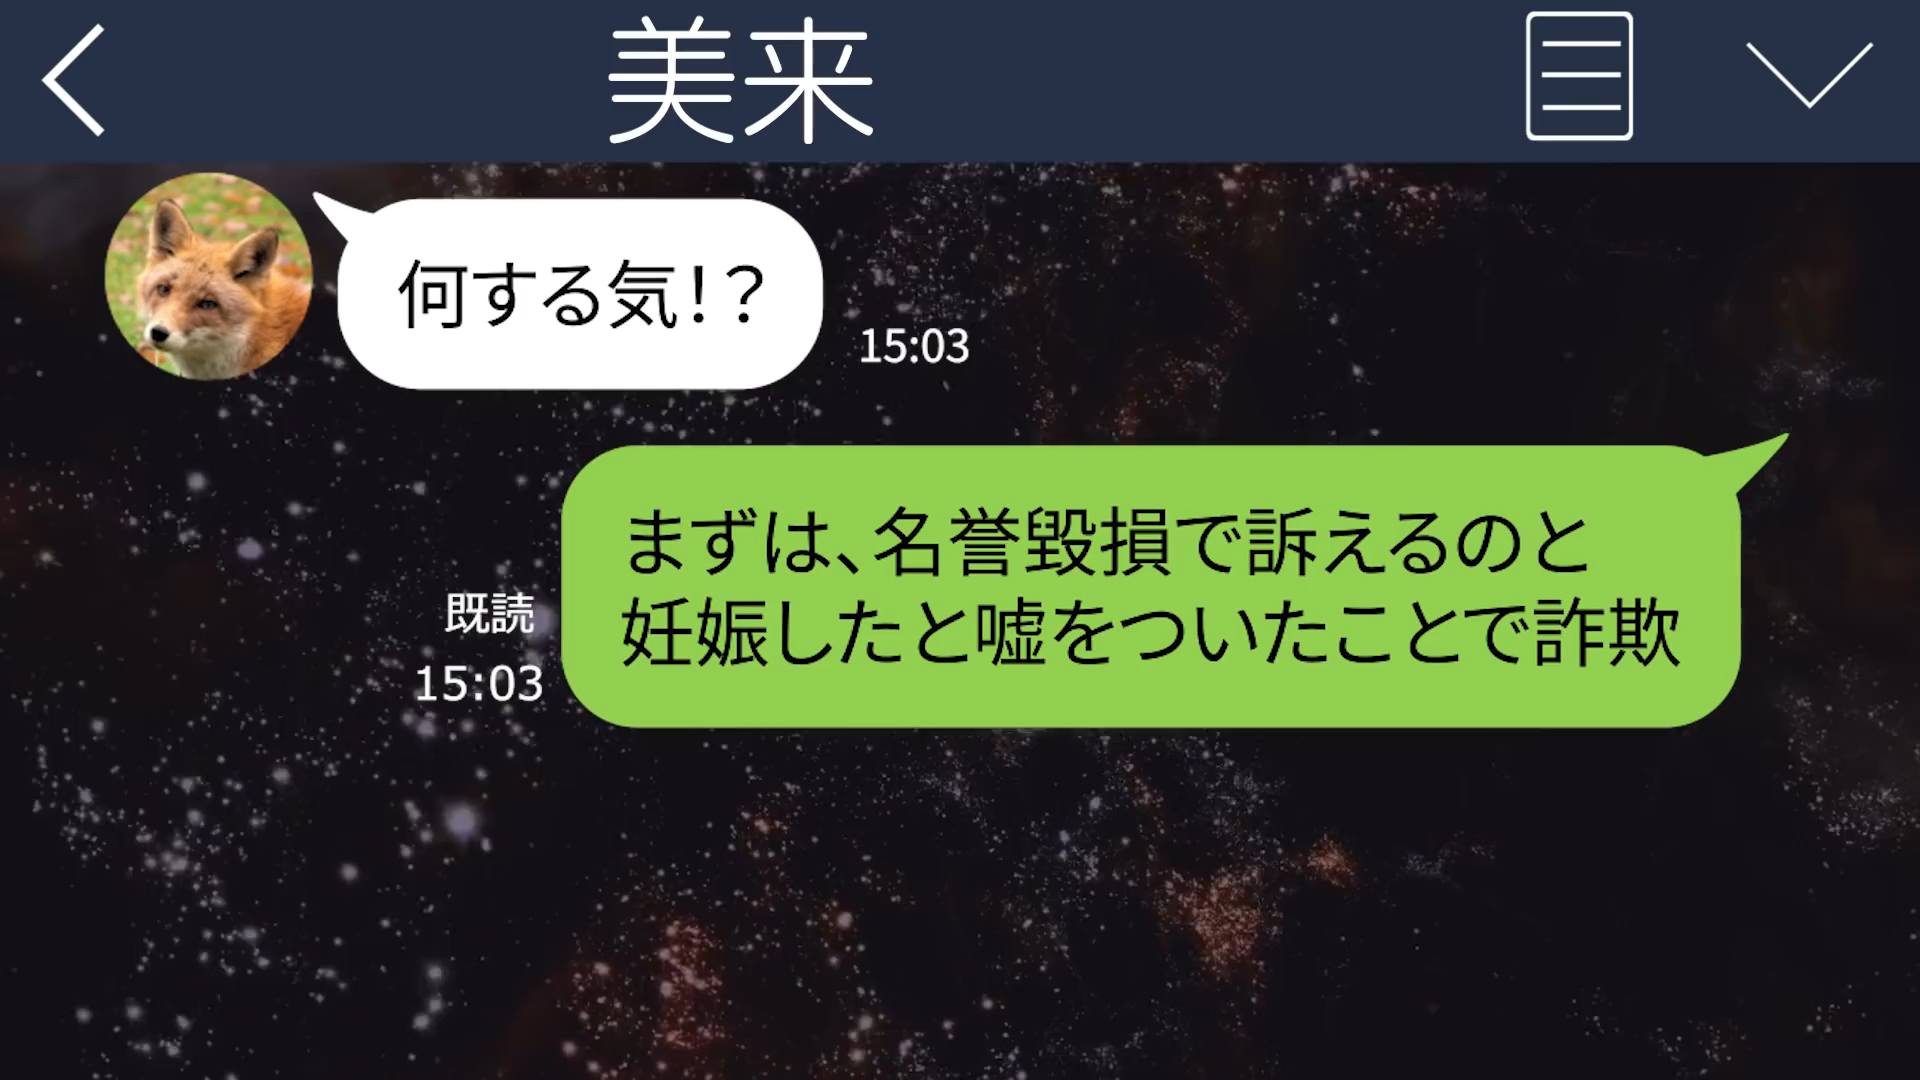 美来
何する気！？
15:03
まずは、名誉毀損で訴えるのと
妊娠したと嘘をついたことで詐欺
既読
15:03